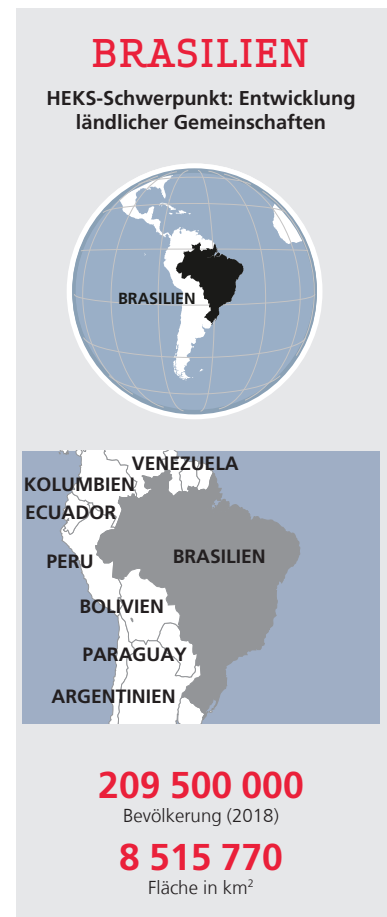 BRASILIEN
HEKS-Schwerpunkt: Entwicklung
ländlicher Gemeinschaften
BRASILIEN
VENEZUELA
KOLUMBIEN
ECUADOR
PERU
BRASILIEN
BOLIVIEN
PARAGUAY
ARGENTINIEN
209 500 000
Bevölkerung (2018)
8 515 770
Fläche in km²